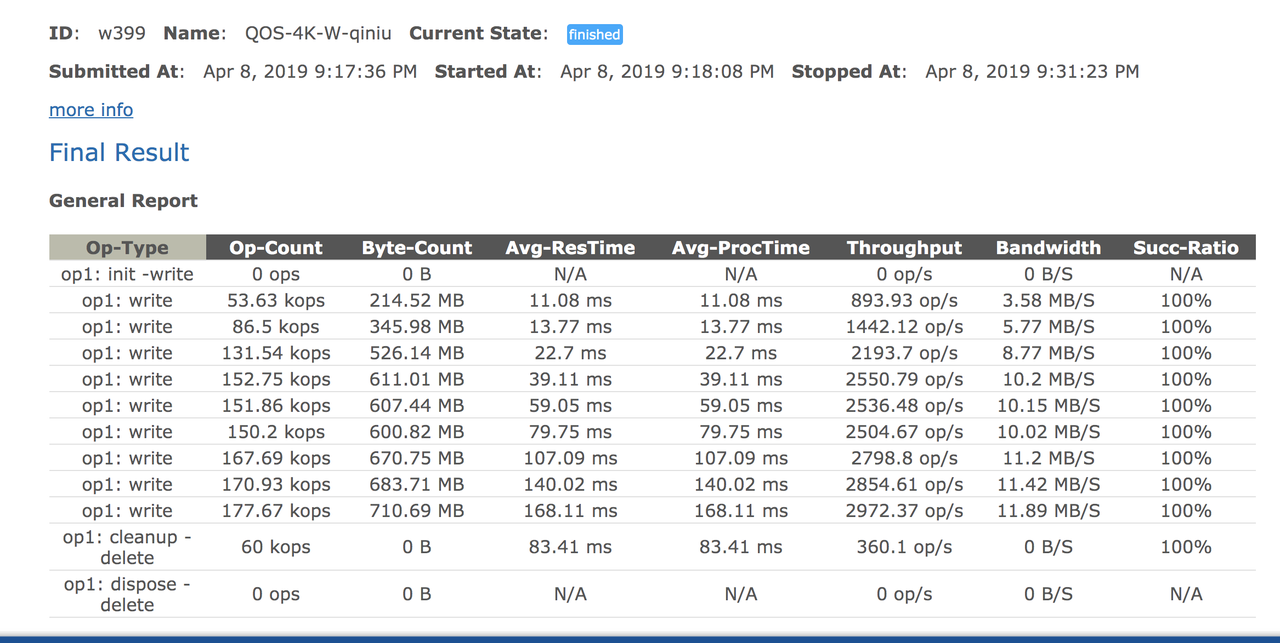 ID: w399 Name: QOS-4K-W-qiniu Current State: finished
Submitted At: Apr 8, 2019 9:17:36 PM Started At: Apr 8, 2019 9:18:08 PM Stopped At: Apr 8, 2019 9:31:23 PM
more info
Final Result
General Report
Op-Type Op-Count Byte-Count Avg-ResTime Avg-ProcTime Throughput Bandwidth Succ-Ratio
op1: init -write 0 ops 0 B N/A N/A 0 op/s 0 B/S N/A
op1: write 53.63 kops 214.52 MB 11.08 ms 11.08 ms 893.93 op/s 3.58 MB/S 100%
op1: write 86.5 kops 345.98 MB 13.77 ms 13.77 ms 1442.12 op/s 5.77 MB/S 100%
op1: write 131.54 kops 526.14 MB 22.7 ms 22.7 ms 2193.7 op/s 8.77 MB/S 100%
op1: write 152.75 kops 611.01 MB 39.11 ms 39.11 ms 2550.79 op/s 10.2 MB/S 100%
op1: write 151.86 kops 607.44 MB 59.05 ms 59.05 ms 2536.48 op/s 10.15 MB/S 100%
op1: write 150.2 kops 600.82 MB 79.75 ms 79.75 ms 2504.67 op/s 10.02 MB/S 100%
op1: write 167.69 kops 670.75 MB 107.09 ms 107.09 ms 2798.8 op/s 11.2 MB/S 100%
op1: write 170.93 kops 683.71 MB 140.02 ms 140.02 ms 2854.61 op/s 11.42 MB/S 100%
op1: write 177.67 kops 710.69 MB 168.11 ms 168.11 ms 2972.37 op/s 11.89 MB/S 100%
op1: cleanup -
delete 60 kops 0 B 83.41 ms 83.41 ms 360.1 op/s 0 B/S 100%
op1: dispose -
delete 0 ops 0 B N/A N/A 0 op/s 0 B/S N/A